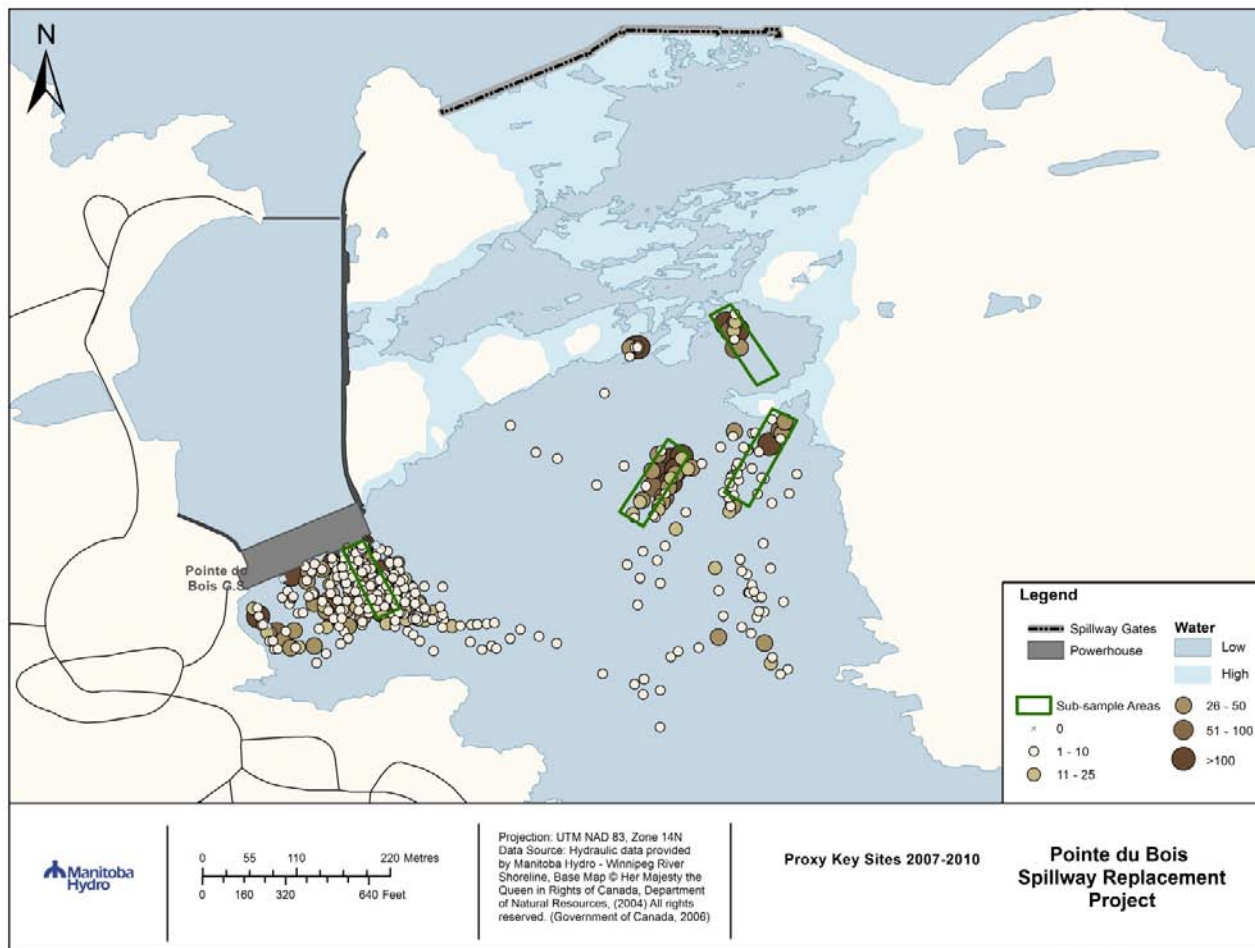 N
Pointe du
Bois G.S.
Legend
Spillway Gates
Powerhouse
Sub-sample Areas
0
1 - 10
11 - 25
Water
Low
High
26 - 50
51 - 100
>100
Manitoba
Hydro
0 55 110 220 Metres
0 160 320 640 Feet
Projection: UTM NAD 83, Zone 14N
Data Source: Hydraulic data provided
by Manitoba Hydro - Winnipeg River
Shoreline, Base Map © Her Majesty the
Queen in Rights of Canada, Department
of Natural Resources, (2004) All rights
reserved. (Government of Canada, 2006)
Proxy Key Sites 2007-2010
Pointe du Bois
Spillway Replacement
Project